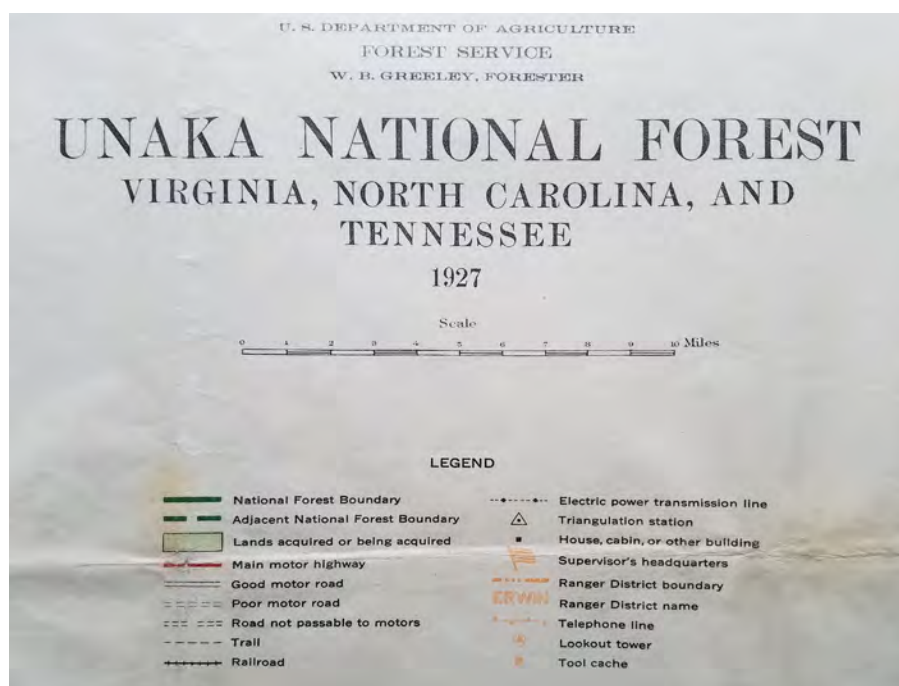 U. S. DEPARTMENT OF AGRICULTURE
FOREST SERVICE
W. B. GREELEY, FORESTER
UNAKA NATIONAL FOREST
VIRGINIA, NORTH CAROLINA, AND
TENNESSEE
1927
Scale
0 1 2 3 4 5 6 7 8 9 10 Miles
LEGEND
National Forest Boundary
Adjacent National Forest Boundary
Lands acquired or being acquired
Main motor highway
Good motor road
Poor motor road
Road not passable to motors
Trail
Railroad
Electric power transmission line
Triangulation station
House, cabin, or other building
Supervisor's headquarters
Ranger District boundary
ERWIN Ranger District name
Telephone line
Lookout tower
Tool cache